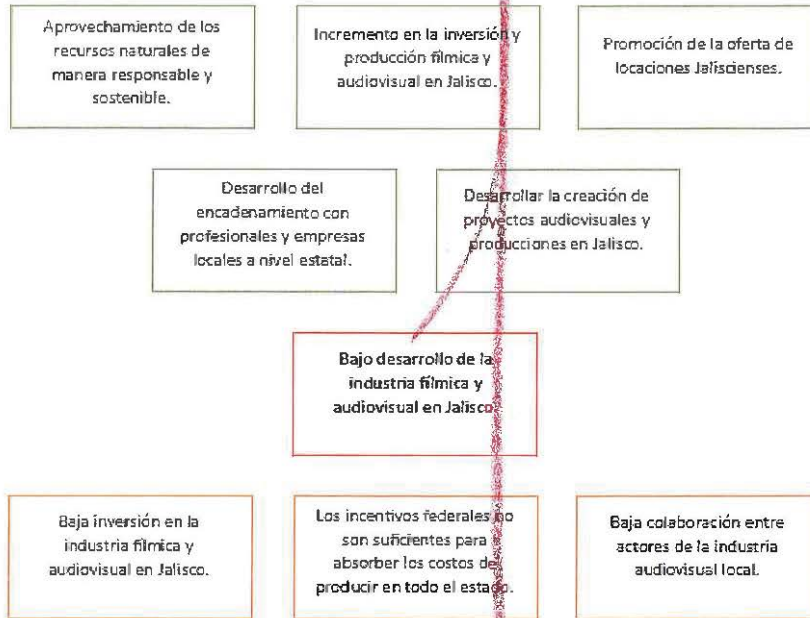 Aprovechamiento de los
recursos naturales de
manera responsable y
sostenible.
Incremento en la inversión y
producción fílmica y
audiovisual en Jalisco.
Promoción de la oferta de
locaciones Jaliscienses.
Desarrollo del
encadenamiento con
profesionales y empresas
locales a nivel estatal.
Desarrollar la creación de
proyectos audiovisuales y
producciones en Jalisco.
Bajo desarrollo de la
industria fílmica y
audiovisual en Jalisco
Baja inversión en la
industria fílmica y
audiovisual en Jalisco.
Los incentivos federales no
son suficientes para
absorber los costos de
producir en todo el estado.
Baja colaboración entre
actores de la industria
audiovisual local.